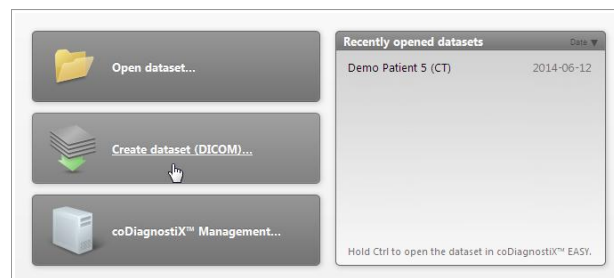 Open dataset...
Create dataset (DICOM)...
coDiagnostiX™ Management...
Recently opened datasets Date ▼
Demo Patient 5 (CT) 2014-06-12
Hold Ctrl to open the dataset in coDiagnostiX™ EASY.